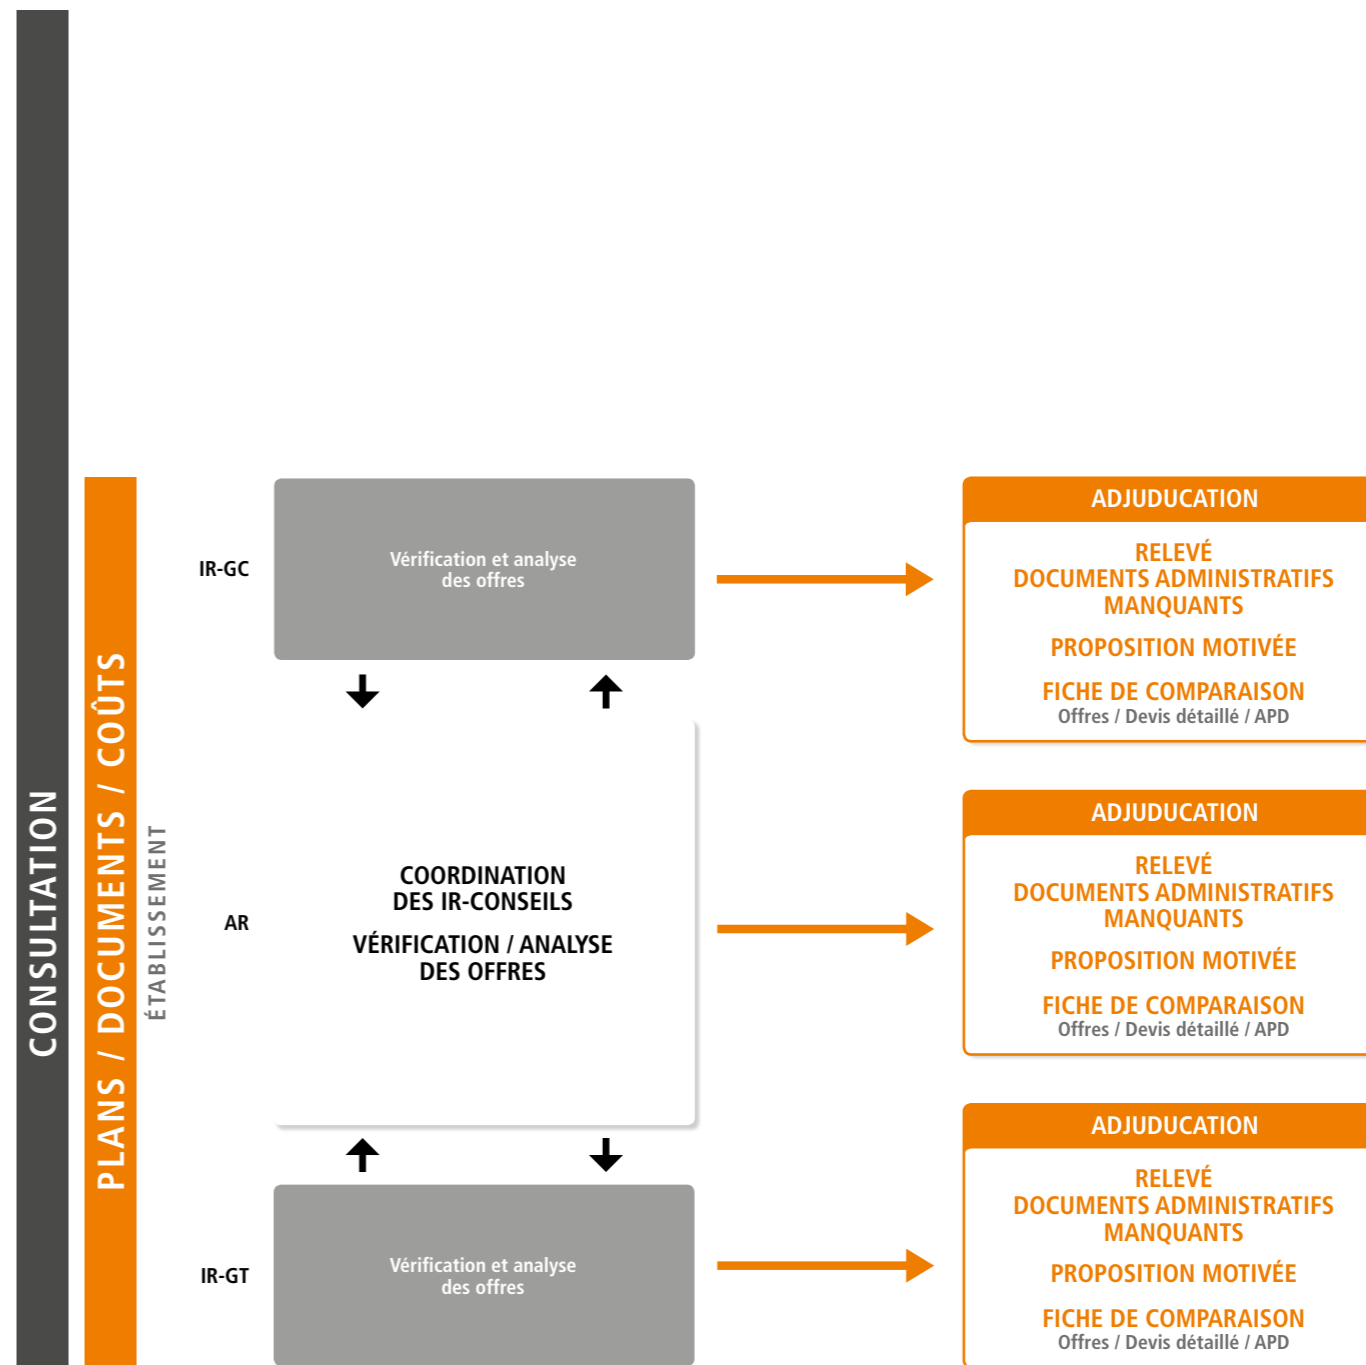 CONSULTATION
PLANS / DOCUMENTS / COÛTS
ÉTABLISSEMENT
IR-GC
Vérification et analyse
des offres
ADJUDUCATION
RELEVÉ
DOCUMENTS ADMINISTRATIFS
MANQUANTS
PROPOSITION MOTIVÉE
FICHE DE COMPARAISON
Offres / Devis détaillé / APD
AR
COORDINATION
DES IR-CONSEILS
VÉRIFICATION / ANALYSE
DES OFFRES
ADJUDUCATION
RELEVÉ
DOCUMENTS ADMINISTRATIFS
MANQUANTS
PROPOSITION MOTIVÉE
FICHE DE COMPARAISON
Offres / Devis détaillé / APD
IR-GT
Vérification et analyse
des offres
ADJUDUCATION
RELEVÉ
DOCUMENTS ADMINISTRATIFS
MANQUANTS
PROPOSITION MOTIVÉE
FICHE DE COMPARAISON
Offres / Devis détaillé / APD